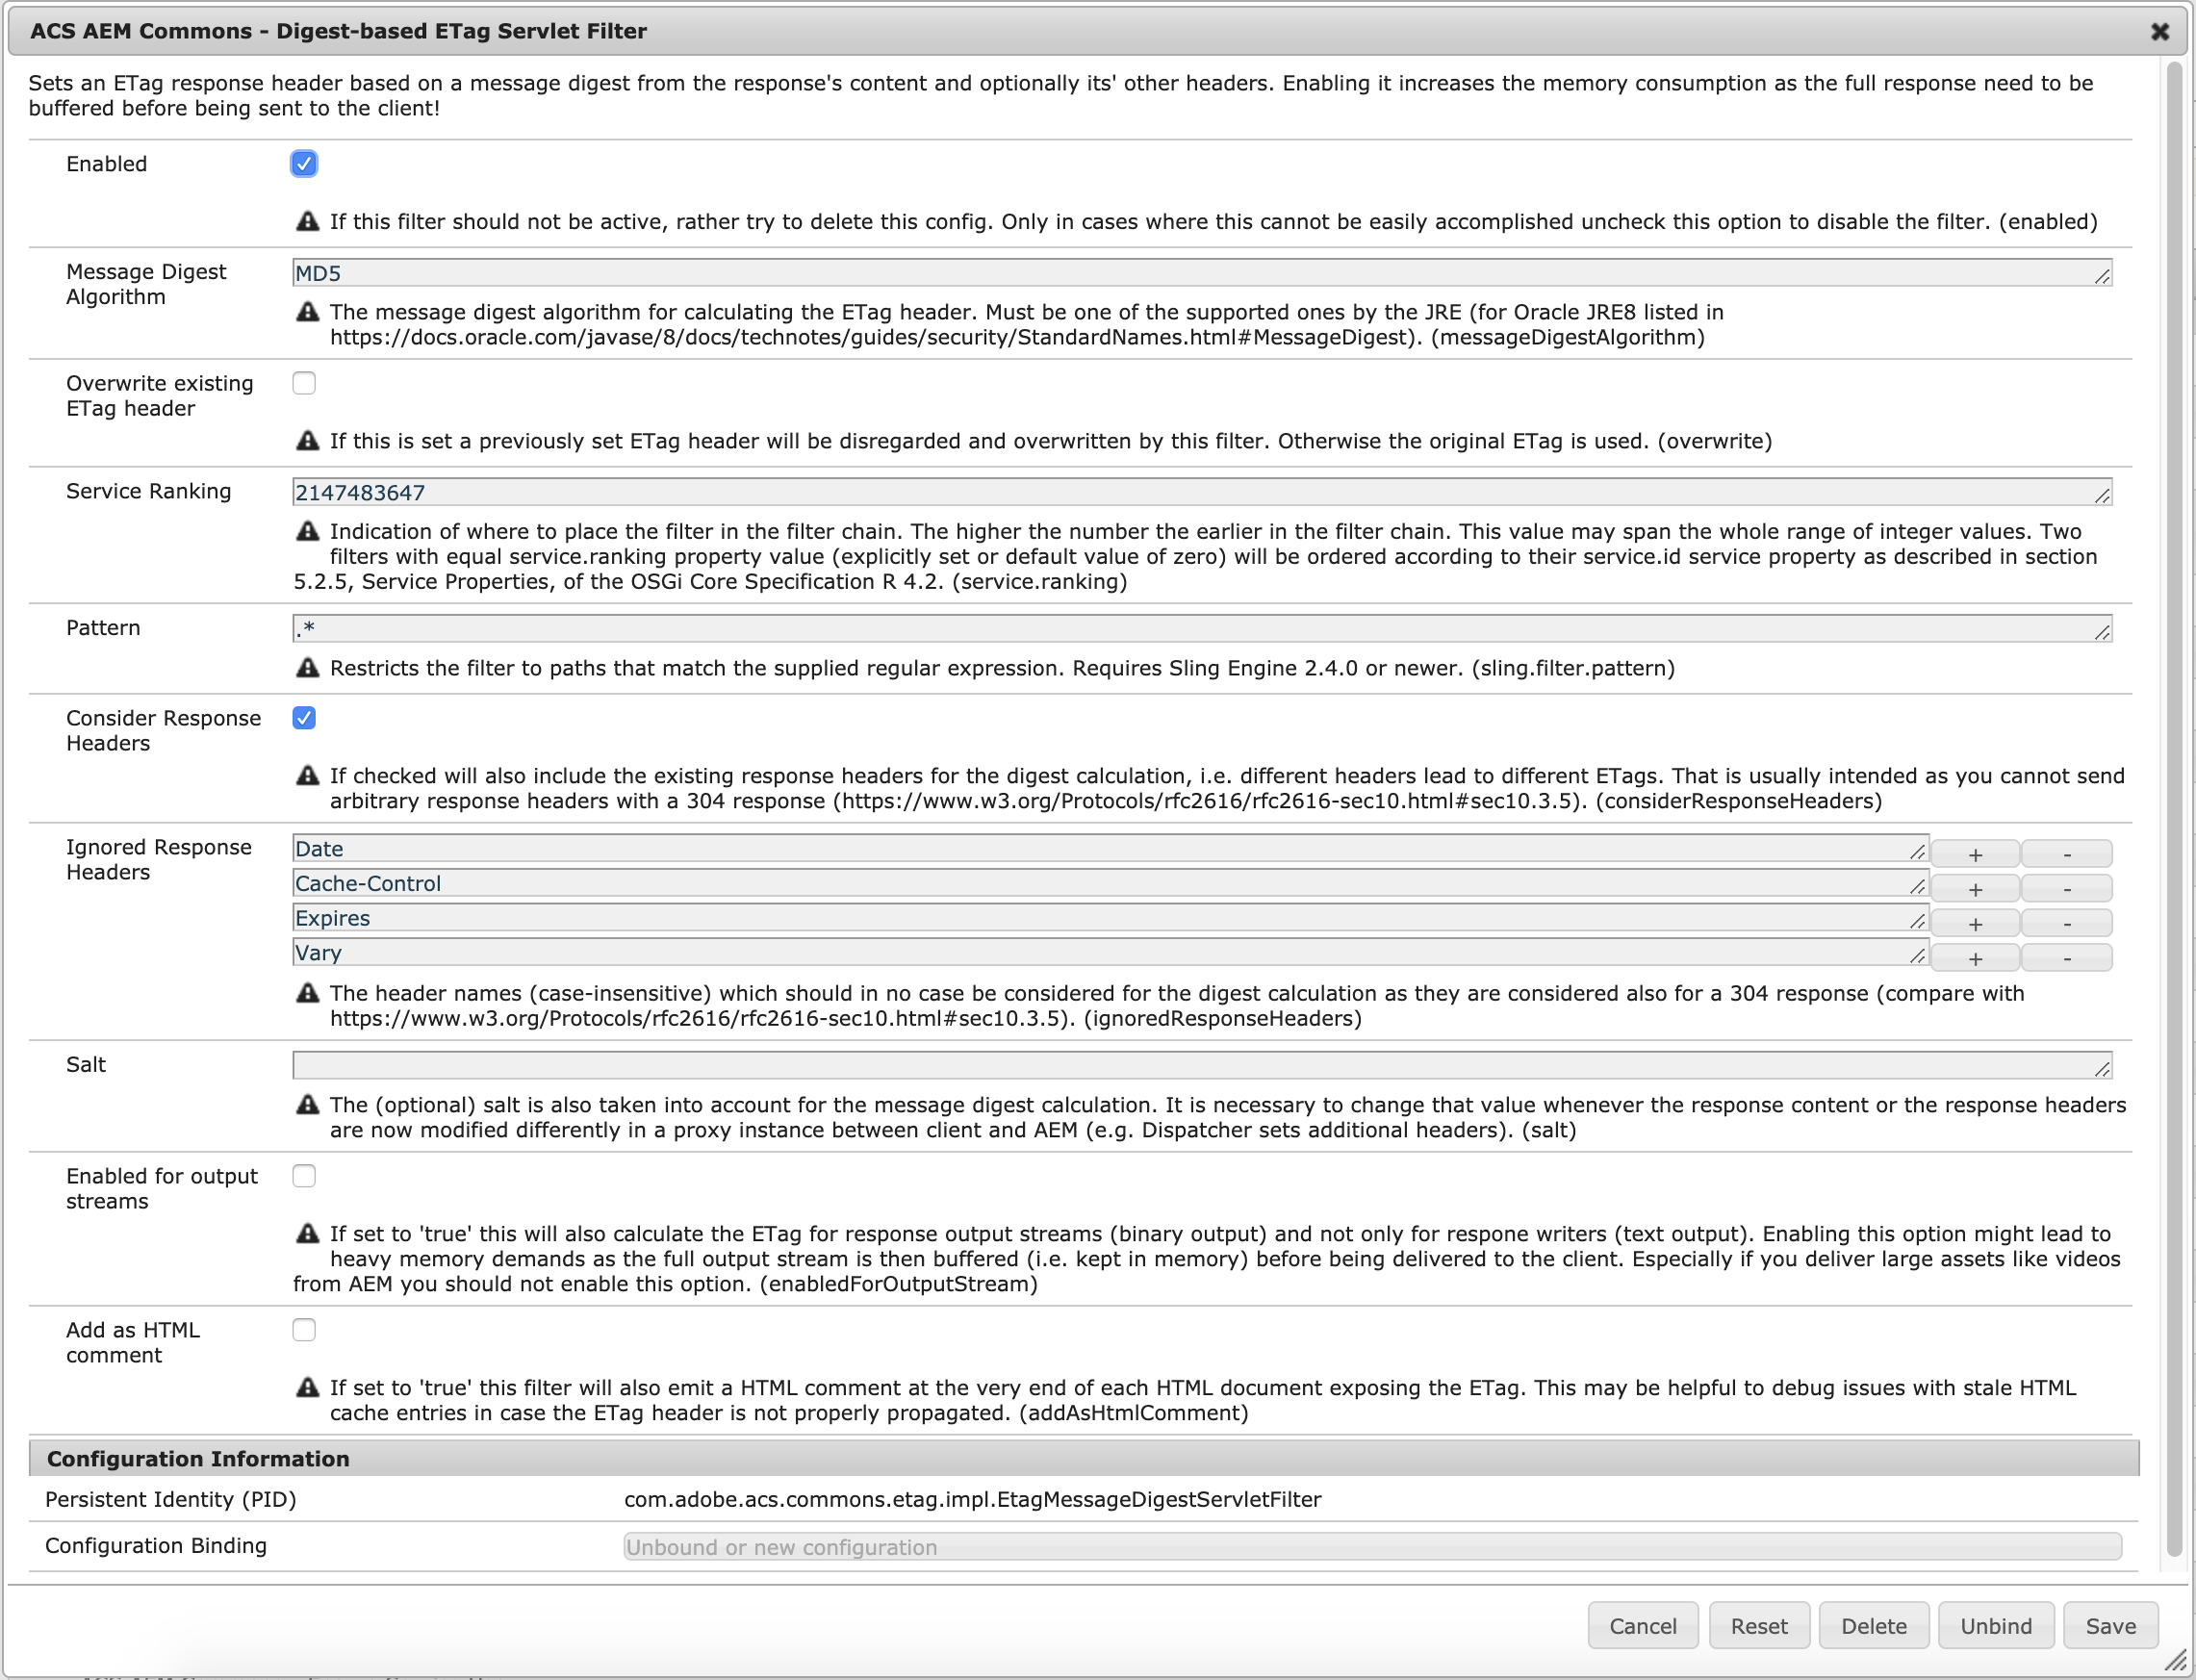 ACS AEM Commons - Digest-based ETag Servlet Filter
Sets an ETag response header based on a message digest from the response's content and optionally its' other headers. Enabling it increases the memory consumption as the full response need to be
buffered before being sent to the client!
Enabled
If this filter should not be active, rather try to delete this config. Only in cases where this cannot be easily accomplished uncheck this option to disable the filter. (enabled)
Message Digest
Algorithm
MD5
The message digest algorithm for calculating the ETag header. Must be one of the supported ones by the JRE (for Oracle JRE8 listed in
https://docs.oracle.com/javase/8/docs/technotes/guides/security/StandardNames.html#MessageDigest). (messageDigestAlgorithm)
Overwrite existing
ETag header
If this is set a previously set ETag header will be disregarded and overwritten by this filter. Otherwise the original ETag is used. (overwrite)
Service Ranking
2147483647
Indication of where to place the filter in the filter chain. The higher the number the earlier in the filter chain. This value may span the whole range of integer values. Two
filters with equal service.ranking property value (explicitly set or default value of zero) will be ordered according to their service.id service property as described in section
5.2.5, Service Properties, of the OSGi Core Specification R 4.2. (service.ranking)
Pattern
.*
Restricts the filter to paths that match the supplied regular expression. Requires Sling Engine 2.4.0 or newer. (sling.filter.pattern)
Consider Response
Headers
If checked will also include the existing response headers for the digest calculation, i.e. different headers lead to different ETags. That is usually intended as you cannot send
arbitrary response headers with a 304 response (https://www.w3.org/Protocols/rfc2616/rfc2616-sec10.html#sec10.3.5). (considerResponseHeaders)
Ignored Response
Headers
Date + -
Cache-Control + -
Expires + -
Vary + -
The header names (case-insensitive) which should in no case be considered for the digest calculation as they are considered also for a 304 response (compare with
https://www.w3.org/Protocols/rfc2616/rfc2616-sec10.html#sec10.3.5). (ignoredResponseHeaders)
Salt
The (optional) salt is also taken into account for the message digest calculation. It is necessary to change that value whenever the response content or the response headers
are now modified differently in a proxy instance between client and AEM (e.g. Dispatcher sets additional headers). (salt)
Enabled for output
streams
If set to 'true' this will also calculate the ETag for response output streams (binary output) and not only for respone writers (text output). Enabling this option might lead to
heavy memory demands as the full output stream is then buffered (i.e. kept in memory) before being delivered to the client. Especially if you deliver large assets like videos
from AEM you should not enable this option. (enabledForOutputStream)
Add as HTML
comment
If set to 'true' this filter will also emit a HTML comment at the very end of each HTML document exposing the ETag. This may be helpful to debug issues with stale HTML
cache entries in case the ETag header is not properly propagated. (addAsHtmlComment)
Configuration Information
Persistent Identity (PID) com.adobe.acs.commons.etag.impl.EtagMessageDigestServletFilter
Configuration Binding Unbound or new configuration
Cancel Reset Delete Unbind Save